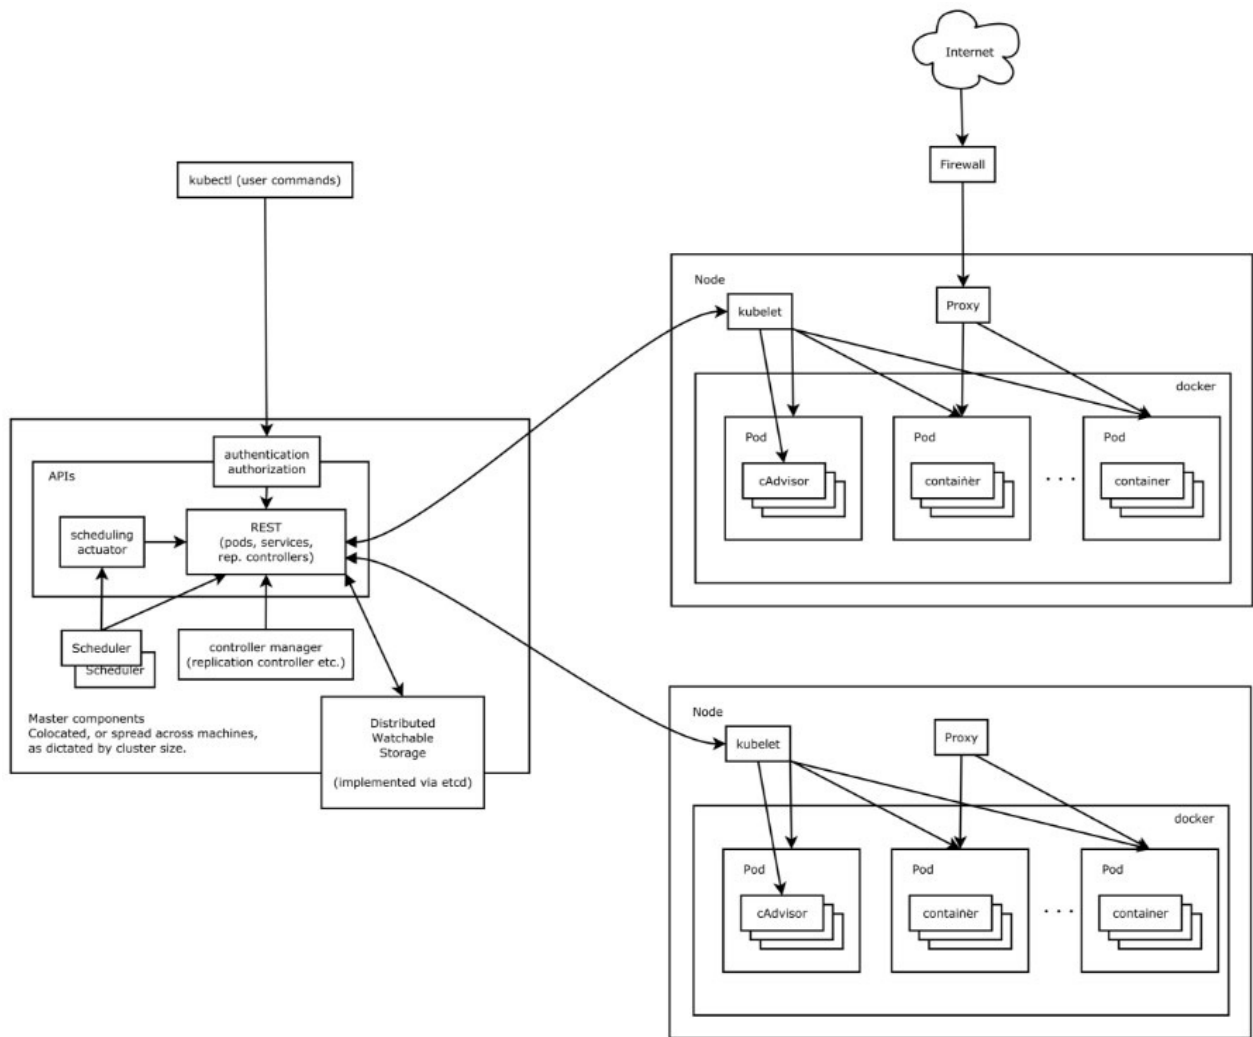 Internet
Firewall
kubectl (user commands)
Node
kubelet
Proxy
docker
Pod
cAdvisor
Pod
container
. . .
Pod
container
authentication
authorization
APIs
REST
(pods, services,
rep. controllers)
scheduling
actuator
Scheduler
Scheduler
controller manager
(replication controller etc.)
Master components
Colocated, or spread across machines,
as dictated by cluster size.
Distributed
Watchable
Storage
(implemented via etcd)
Node
kubelet
Proxy
docker
Pod
cAdvisor
Pod
container
. . .
Pod
container